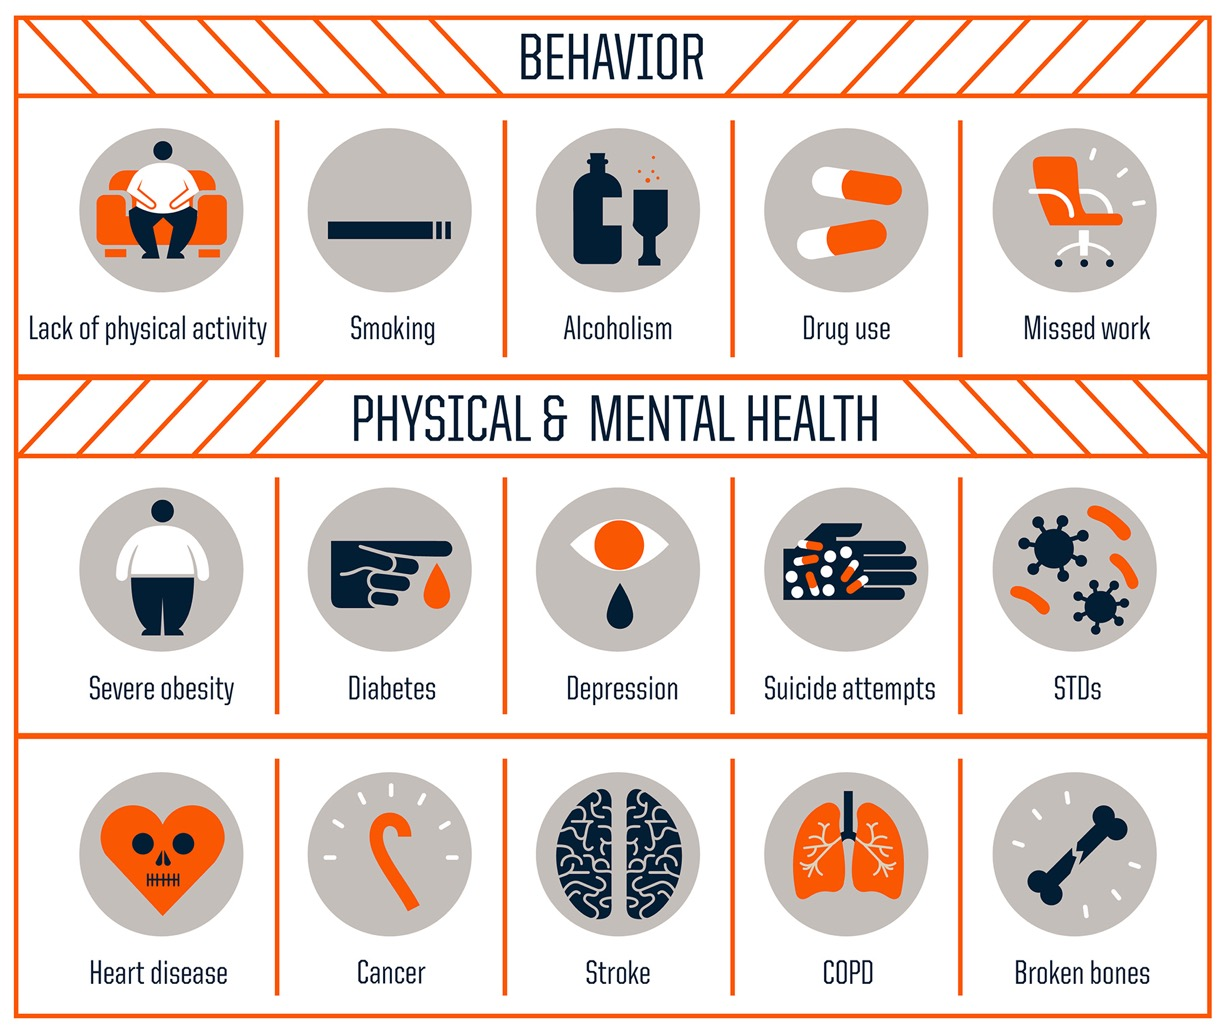 BEHAVIOR
Lack of physical activity
Smoking
Alcoholism
Drug use
Missed work
PHYSICAL & MENTAL HEALTH
Severe obesity
Diabetes
Depression
Suicide attempts
STDs
Heart disease
Cancer
Stroke
COPD
Broken bones